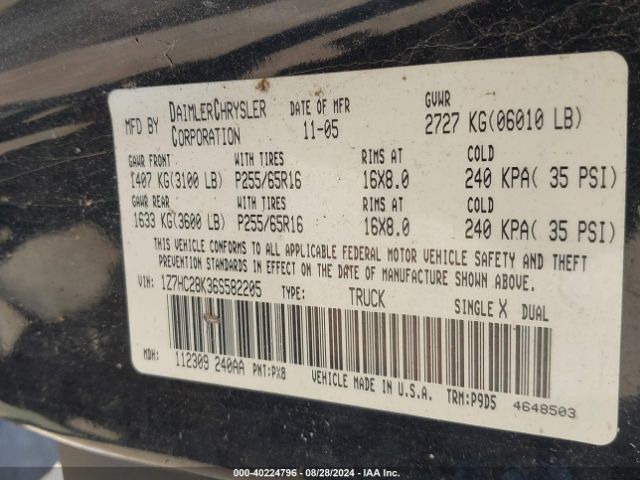 MFD BY DAIMLERCHRYSLER CORPORATION DATE OF MFR 11-05 GVWR 2727 KG(06010 LB)
GAWR FRONT WITH TIRES RIMS AT COLD
1407 KG(3100 LB) P255/65R16 16X8.0 240 KPA( 35 PSI)
GAWR REAR WITH TIRES RIMS AT COLD
1633 KG(3600 LB) P255/65R16 16X8.0 240 KPA( 35 PSI)
THIS VEHICLE CONFORMS TO ALL APPLICABLE FEDERAL MOTOR VEHICLE SAFETY AND THEFT
PREVENTION STANDARDS IN EFFECT ON THE DATE OF MANUFACTURE SHOWN ABOVE.
VIN: 1Z7HC28K36S582205 TYPE: TRUCK SINGLE X DUAL
MDH: 112309 240AA PNT:PX8 VEHICLE MADE IN U.S.A. TRM:P9D5 4648503
000-40224796 - 08/28/2024 - IAA Inc.